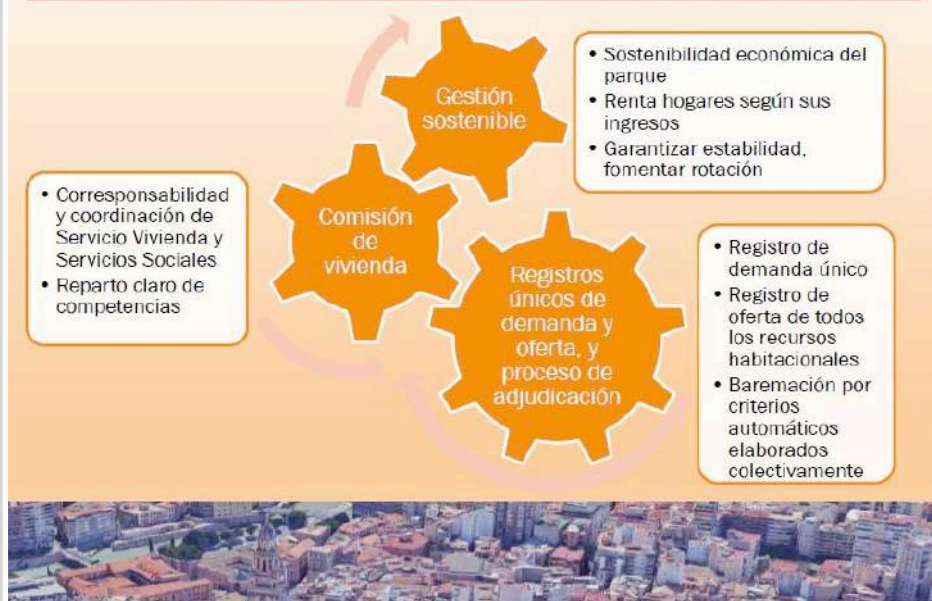 Gestión
sostenible
• Sostenibilidad económica del
parque
• Renta hogares según sus
ingresos
• Garantizar estabilidad,
fomentar rotación
• Corresponsabilidad
y coordinación de
Servicio Vivienda y
Servicios Sociales
• Reparto claro de
competencias
Comisión
de
vivienda
Registros
únicos de
demanda y
oferta, y
proceso de
adjudicación
• Registro de
demanda único
• Registro de
oferta de todos
los recursos
habitacionales
• Baremación por
criterios
automáticos
elaborados
colectivamente